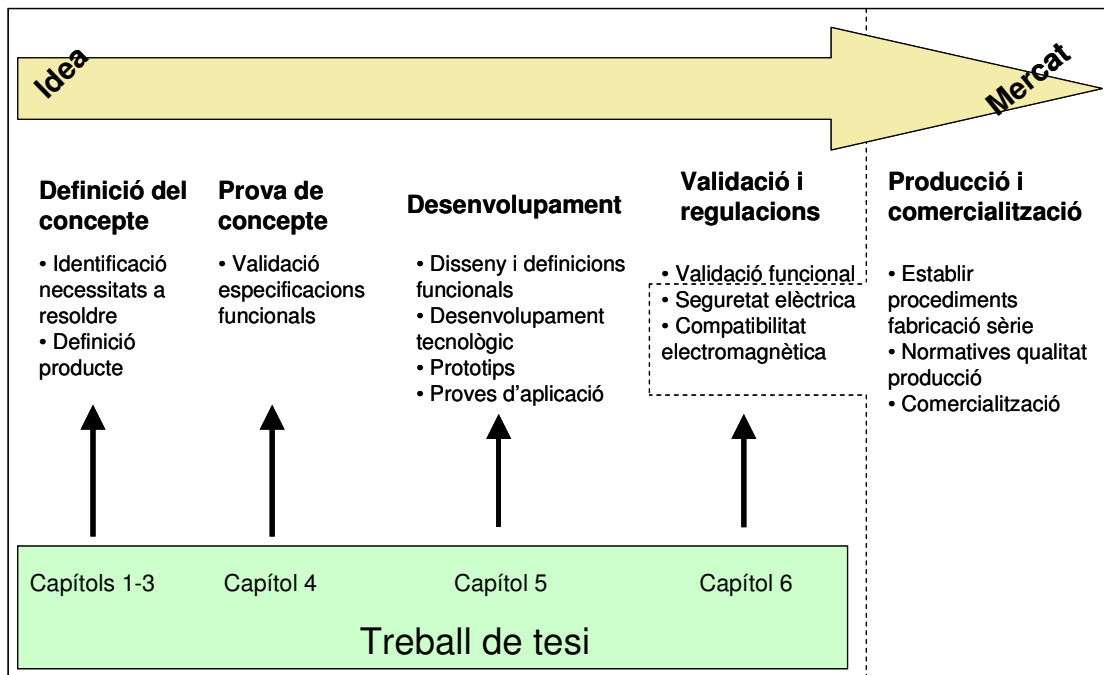 Idea
Mercat
Definició del
concepte
• Identificació
necessitats a
resoldre
• Definició
producte
Prova de
concepte
• Validació
especificacions
funcionals
Desenvolupament
• Disseny i definicions
funcionals
• Desenvolupament
tecnològic
• Prototips
• Proves d'aplicació
Validació i
regulacions
• Validació funcional
• Seguretat elèctrica
• Compatibilitat
electromagnètica
Producció i
comercialització
• Establir
procediments
fabricació sèrie
• Normatives qualitat
producció
• Comercialització
Capítols 1-3
Capítol 4
Capítol 5
Capítol 6
Treball de tesi